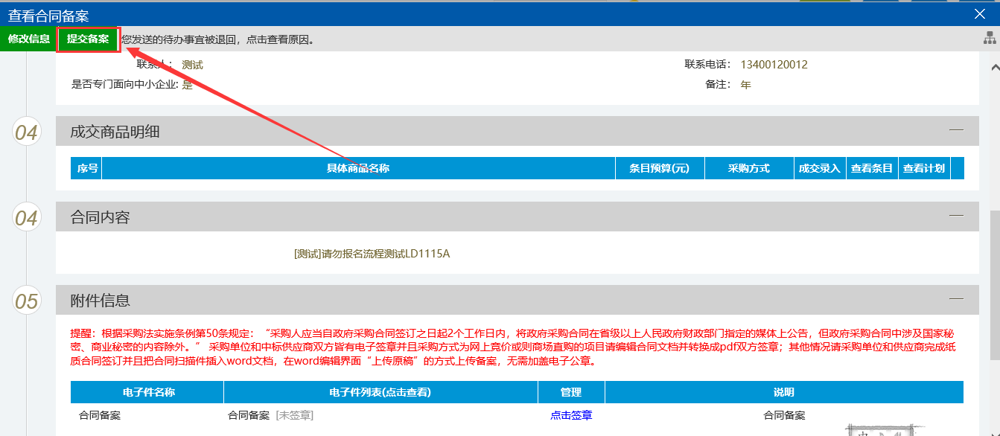 查看合同备案
修改信息 提交备案 您发送的待办事宜被退回，点击查看原因。
测试 联系电话： 13400120012
是否专门面向中小企业: 是 备注： 年
04 成交商品明细
序号 具体商品名称 条目预算(元) 采购方式 成交录入 查看条目 查看计划
04 合同内容
[测试]请勿报名流程测试LD1115A
05 附件信息
提醒：根据采购法实施条例第50条规定：“采购人应当自政府采购合同签订之日起2个工作日内，将政府采购合同在省级以上人民政府财政部门指定的媒体上公告，但政府采购合同中涉及国家秘
密、商业秘密的内容除外。” 采购单位和中标供应商双方皆有电子签章并且采购方式为网上竞价或则商场直购的项目请编辑合同文档并转换成pdf双方签章；其他情况请采购单位和供应商完成纸
质合同签订并且把合同扫描件插入word文档，在word编辑界面“上传原稿”的方式上传备案，无需加盖电子公章。
电子件名称 电子件列表(点击查看) 管理 说明
合同备案 合同备案 [未签章] 点击签章 合同备案